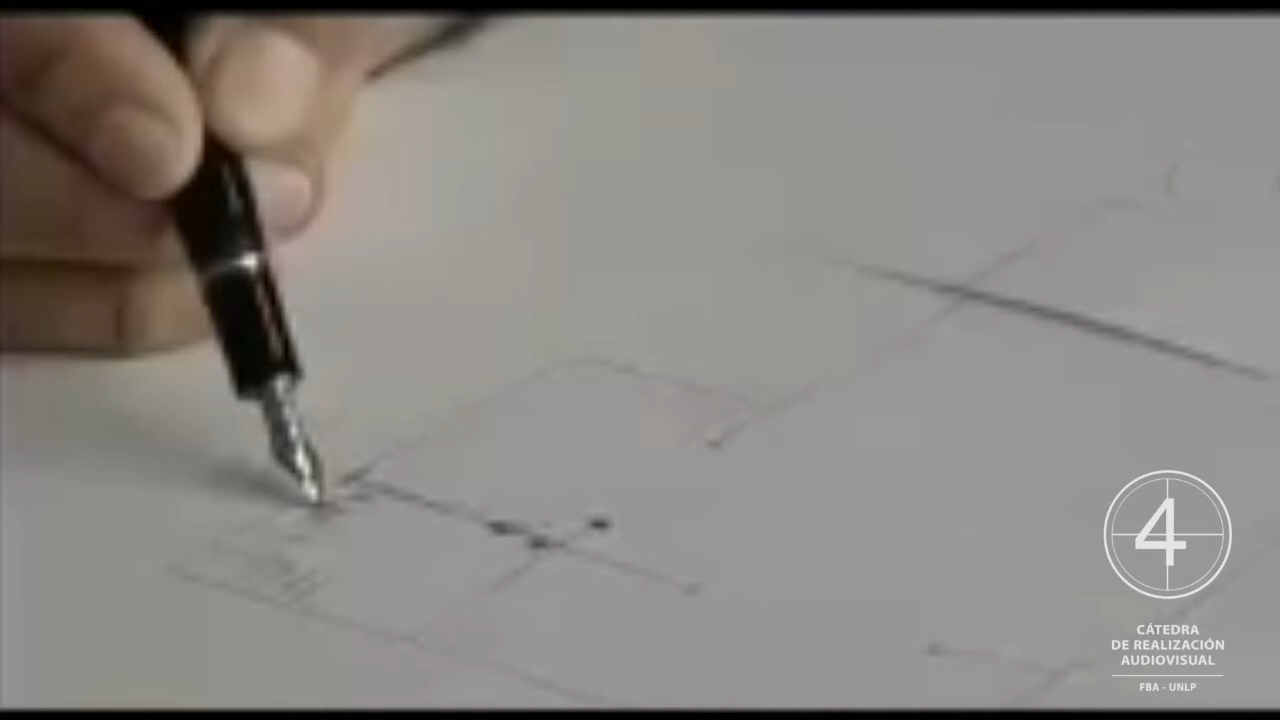 4
CÁTEDRA
DE REALIZACIÓN
AUDIOVISUAL
FBA - UNLP